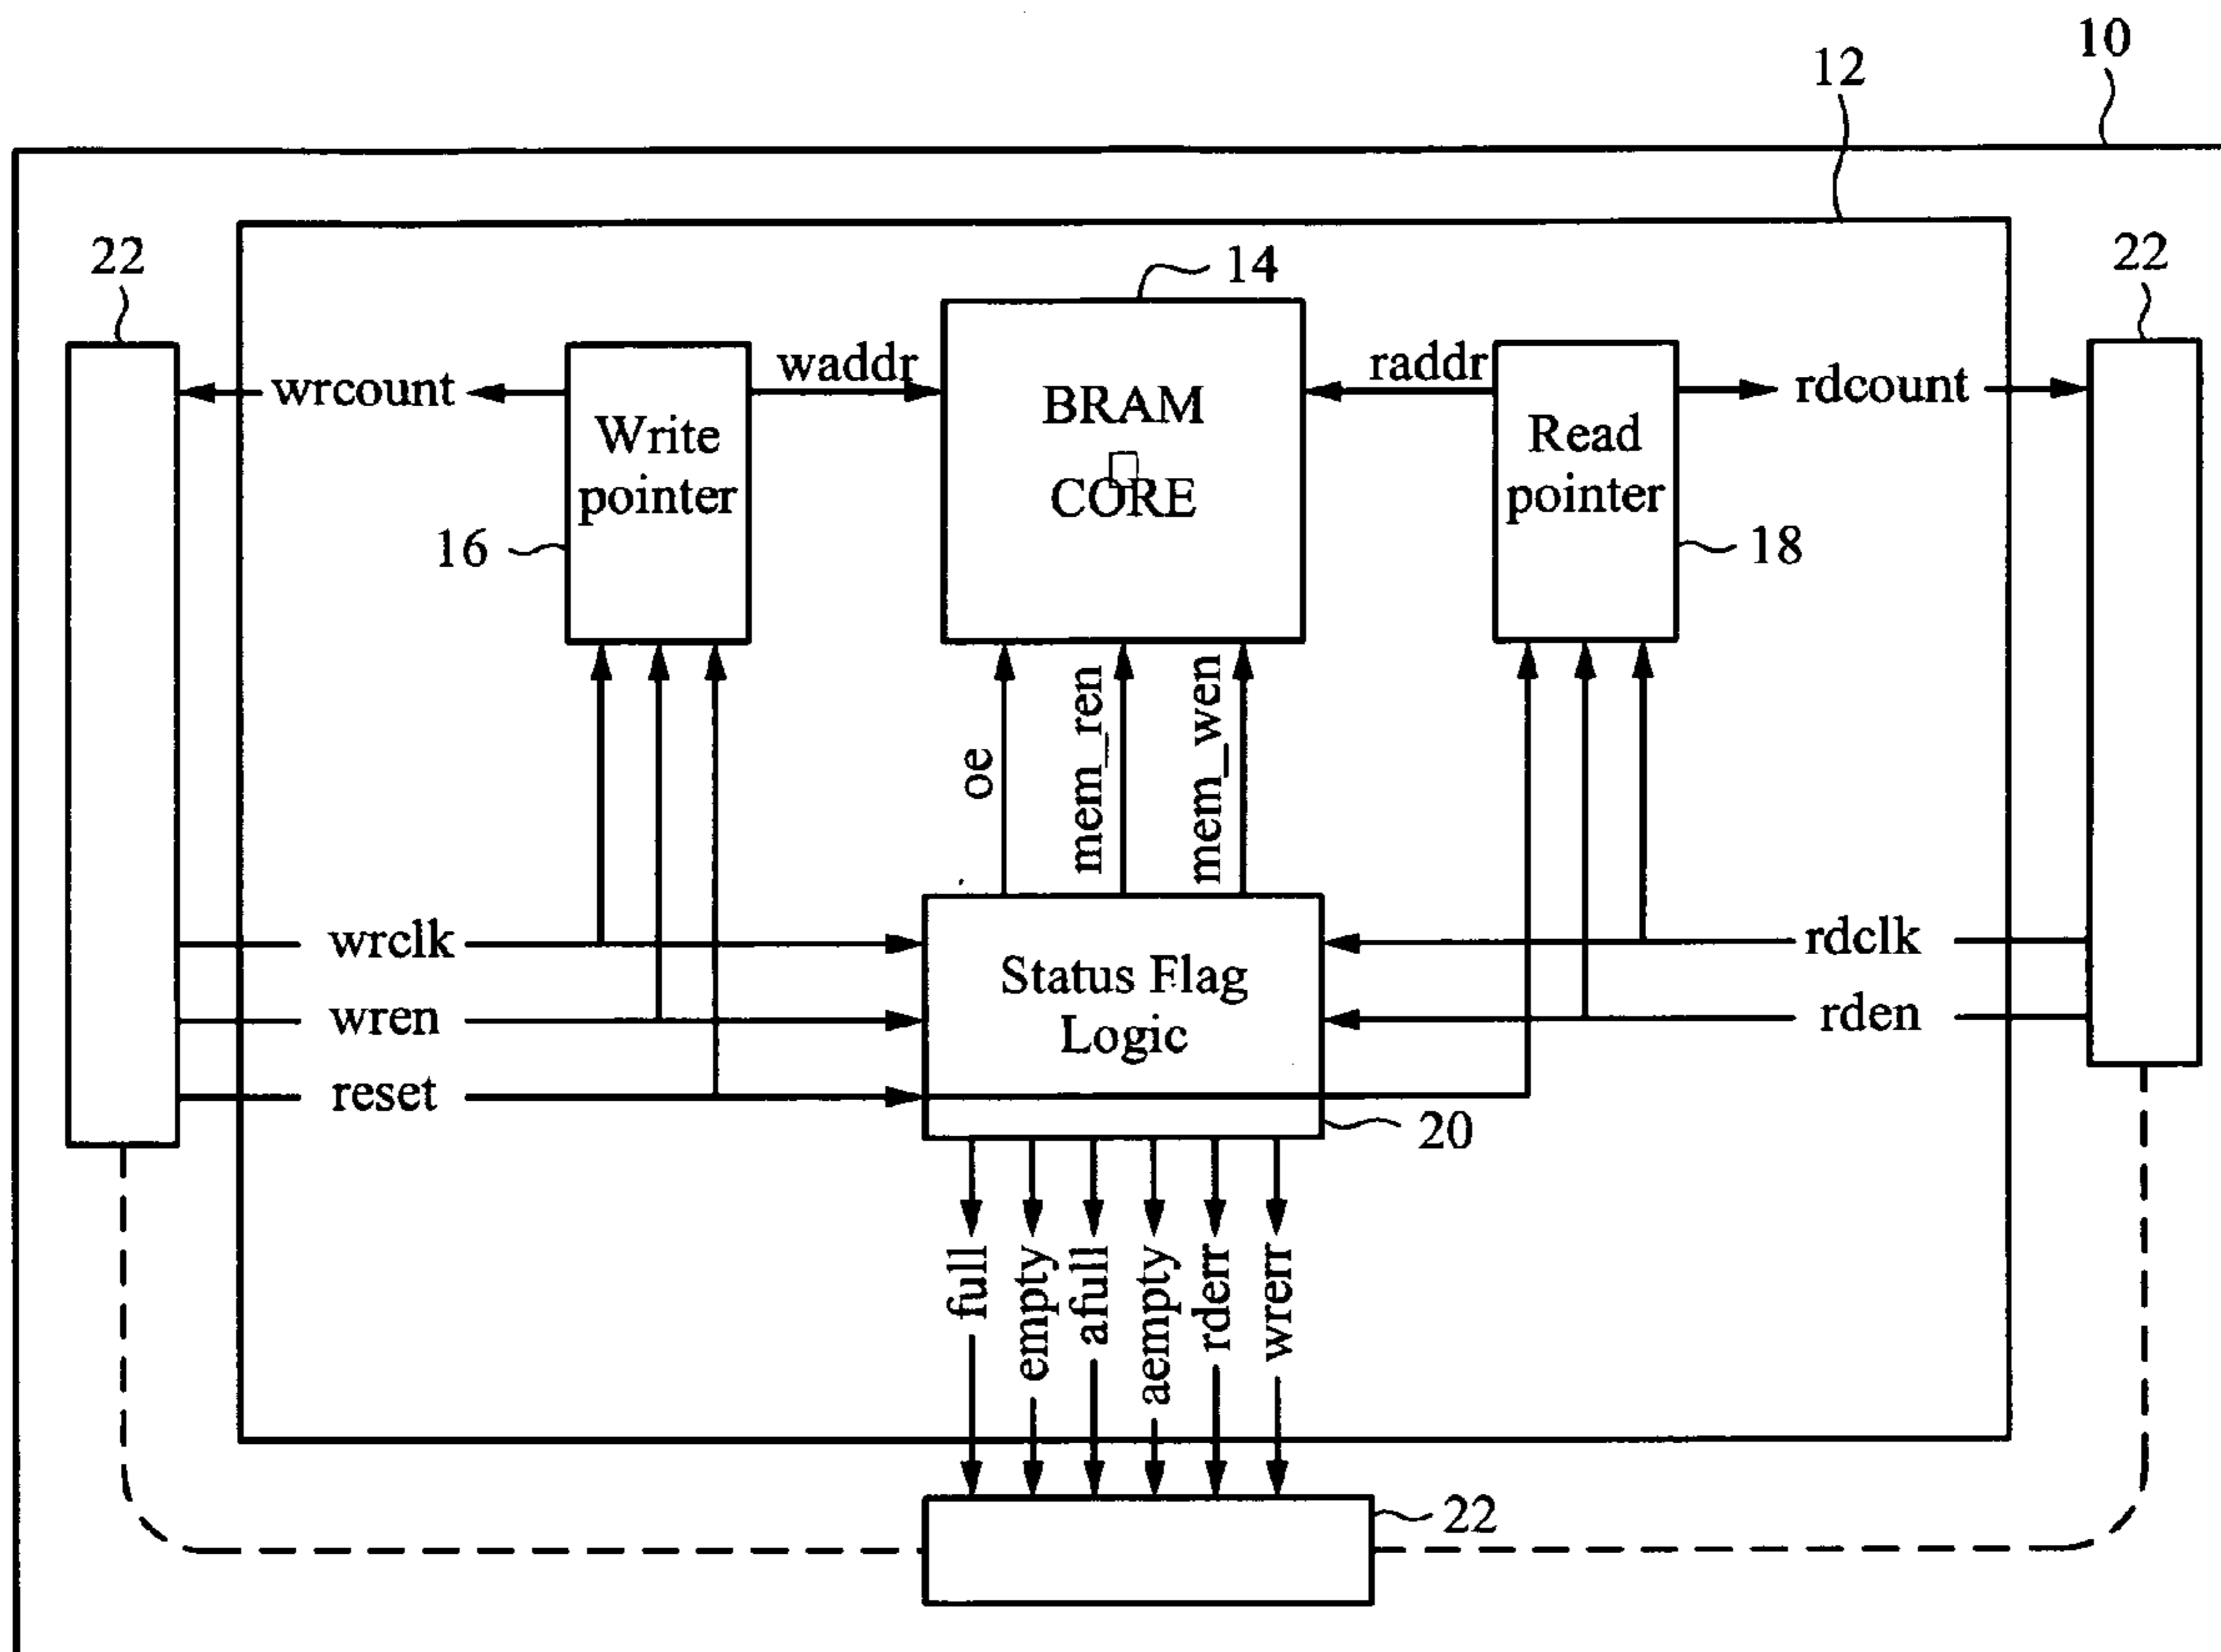 10
12
22
14
22
wrcount
waddr
raddr
rdcount
BRAM
CORE
Write
pointer
Read
pointer
16
18
oe
mem_ren
mem_wen
wrclk
rdclk
Status Flag
Logic
wren
rden
reset
20
full
empty
afull
aempty
rderr
wrerr
22